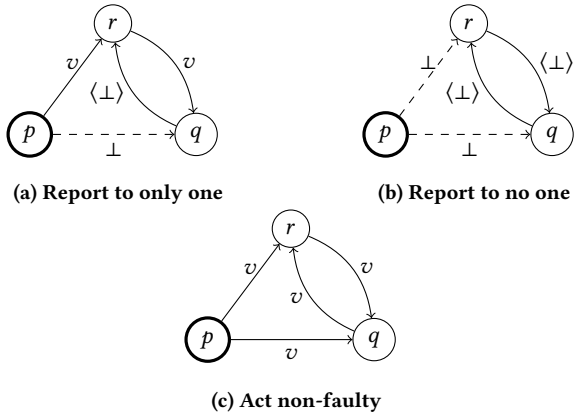 r
r
v
v
⊥
⟨⊥⟩
⟨⊥⟩
⟨⊥⟩
p
q
p
q
⊥
⊥
(a) Report to only one
(b) Report to no one
r
v
v
v
p
q
v
(c) Act non-faulty